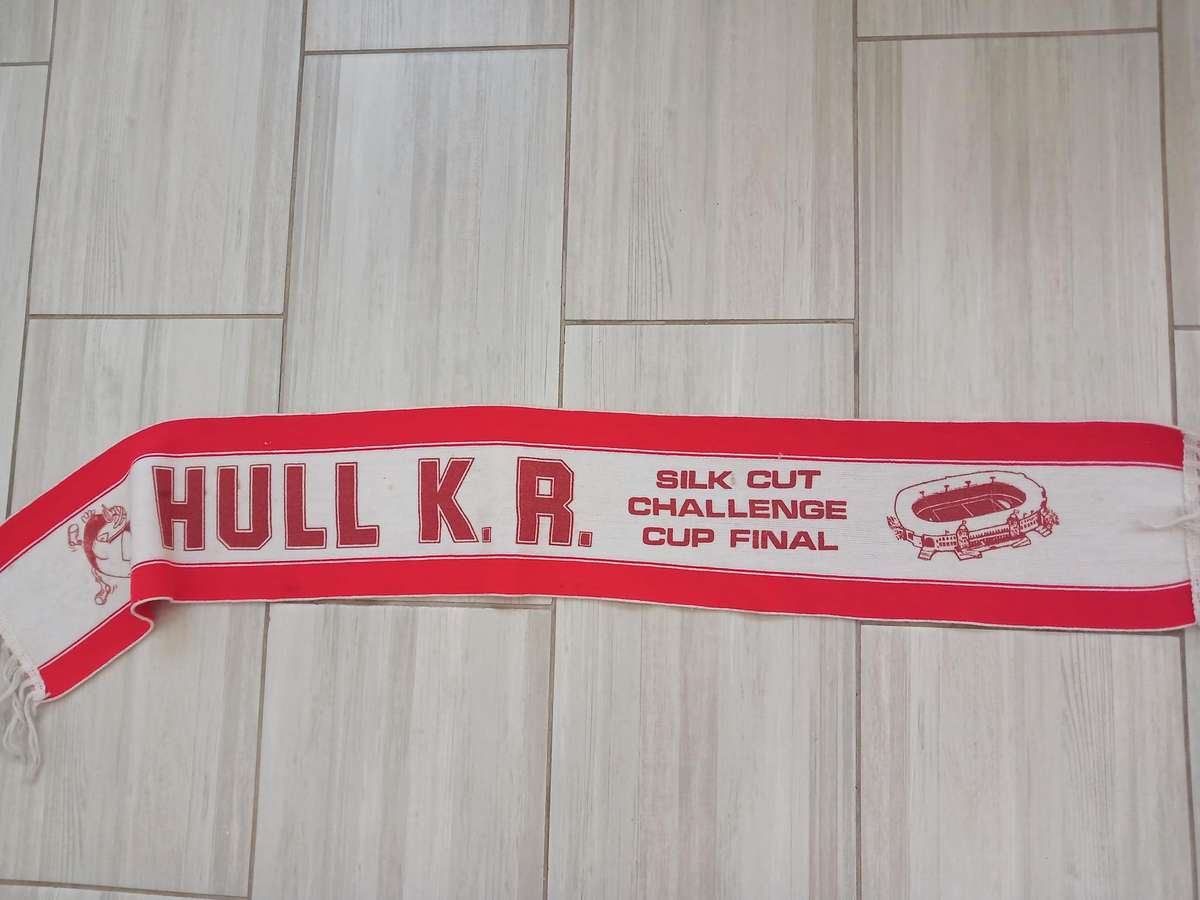 HULL K.R.
SILK CUT
CHALLENGE
CUP FINAL